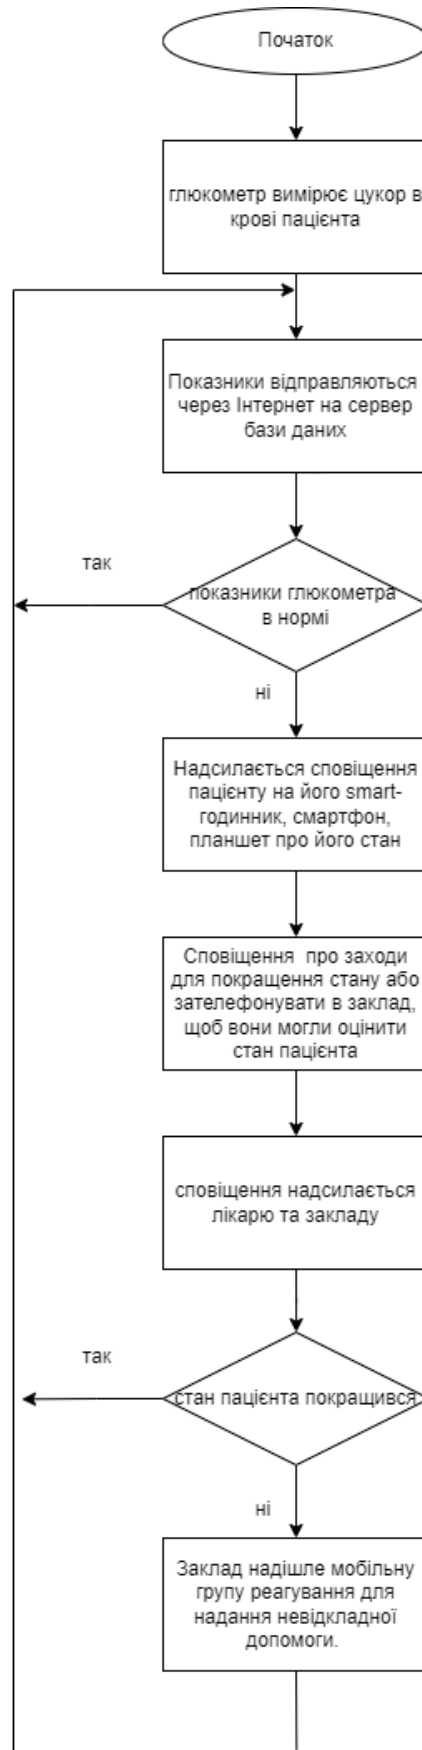 Початок
глюкометр вимірює цукор в
крові пацієнта
Показники відправляються
через Інтернет на сервер
бази даних
так
показники глюкометра
в нормі
ні
Надсилається сповіщення
пацієнту на його smart-
годинник, смартфон,
планшет про його стан
Сповіщення про заходи
для покращення стану або
зателефонувати в заклад,
щоб вони могли оцінити
стан пацієнта
сповіщення надсилається
лікарю та закладу
так
стан пацієнта покращився
ні
Заклад надішле мобільну
групу реагування для
надання невідкладної
допомоги.